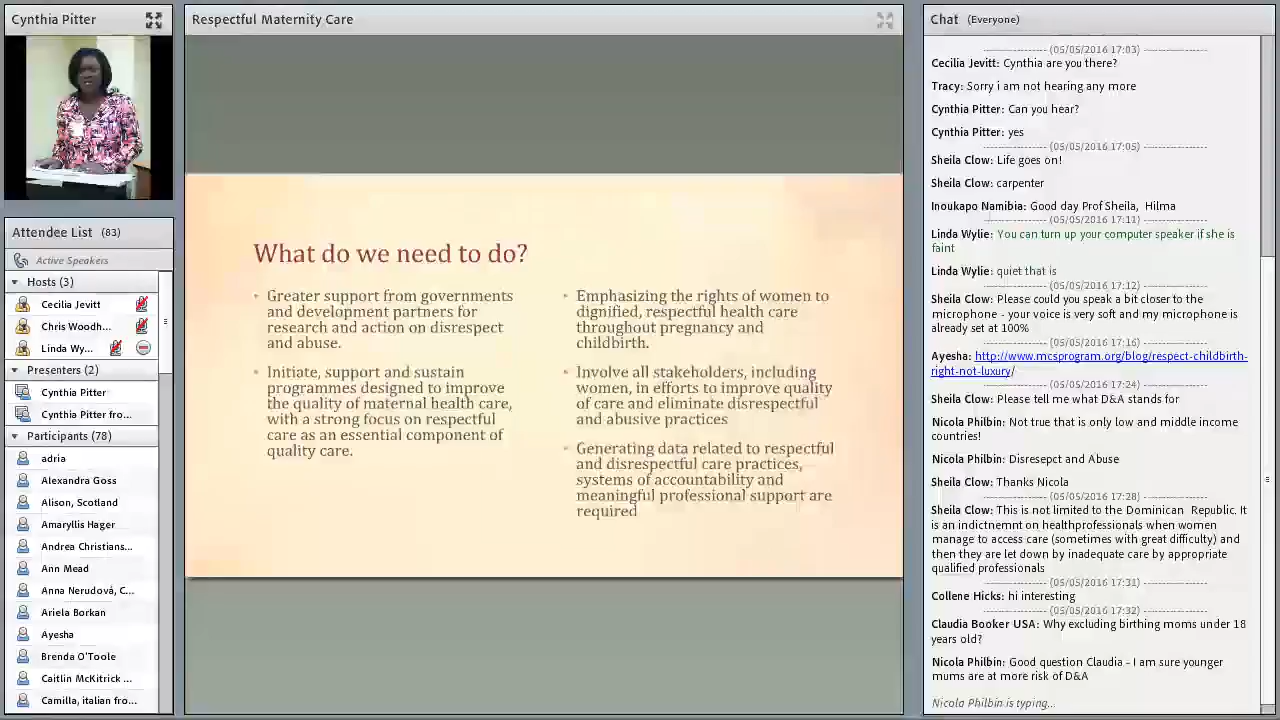 Cynthia Pitter
Attendee List (83)
Active Speakers
Hosts (3)
Cecilia Jevitt
Chris Woodh...
Linda Wy...
Presenters (2)
Cynthia Pitter
Cynthia Pitter fro...
Participants (78)
adria
Alexandra Goss
Alison, Scotland
Amaryllis Hager
Andrea Christians...
Ann Mead
Anna Nerudová, C...
Ariela Borkan
Ayesha
Brenda O'Toole
Caitlin McKitrick ...
Camilla, italian fro...
Respectful Maternity Care
What do we need to do?
Greater support from governments
and development partners for
research and action on disrespect
and abuse.
Initiate, support and sustain
programmes designed to improve
the quality of maternal health care,
with a strong focus on respectful
care as an essential component of
quality care.
Emphasizing the rights of women to
dignified, respectful health care
throughout pregnancy and
childbirth.
Involve all stakeholders, including
women, in efforts to improve quality
of care and eliminate disrespectful
and abusive practices
Generating data related to respectful
and disrespectful care practices,
systems of accountability and
meaningful professional support are
required
Chat (Everyone)
------------------- (05/05/2016 17:03) -------------------
Cecilia Jevitt: Cynthia are you there?
Tracy: Sorry i am not hearing any more
Cynthia Pitter: Can you hear?
Cynthia Pitter: yes
------------------- (05/05/2016 17:05) -------------------
Sheila Clow: Life goes on!
Sheila Clow: carpenter
Inoukapo Namibia: Good day Prof Sheila, Hilma
------------------- (05/05/2016 17:11) -------------------
Linda Wylie: You can turn up your computer speaker if she is
faint
Linda Wylie: quiet that is
------------------- (05/05/2016 17:12) -------------------
Sheila Clow: Please could you speak a bit closer to the
microphone - your voice is very soft and my microphone is
already set at 100%
------------------- (05/05/2016 17:16) -------------------
Ayesha: http://www.mcsprogram.org/blog/respect-childbirth-
right-not-luxury/
------------------- (05/05/2016 17:24) -------------------
Sheila Clow: Please tell me what D&A stands for
Nicola Philbin: Not true that is only low and middle income
countries!
Nicola Philbin: Disresepct and Abuse
Sheila Clow: Thanks Nicola
------------------- (05/05/2016 17:28) -------------------
Sheila Clow: This is not limited to the Dominican Republic. It
is an indictnemnt on healthprofessionals when women
manage to access care (sometimes with great difficulty) and
then they are let down by inadequate care by appropriate
qualified professionals
------------------- (05/05/2016 17:31) -------------------
Collene Hicks: hi interesting
------------------- (05/05/2016 17:32) -------------------
Claudia Booker USA: Why excluding birthing moms under 18
years old?
Nicola Philbin: Good question Claudia - I am sure younger
mums are at more risk of D&A
Nicola Philbin is typing...